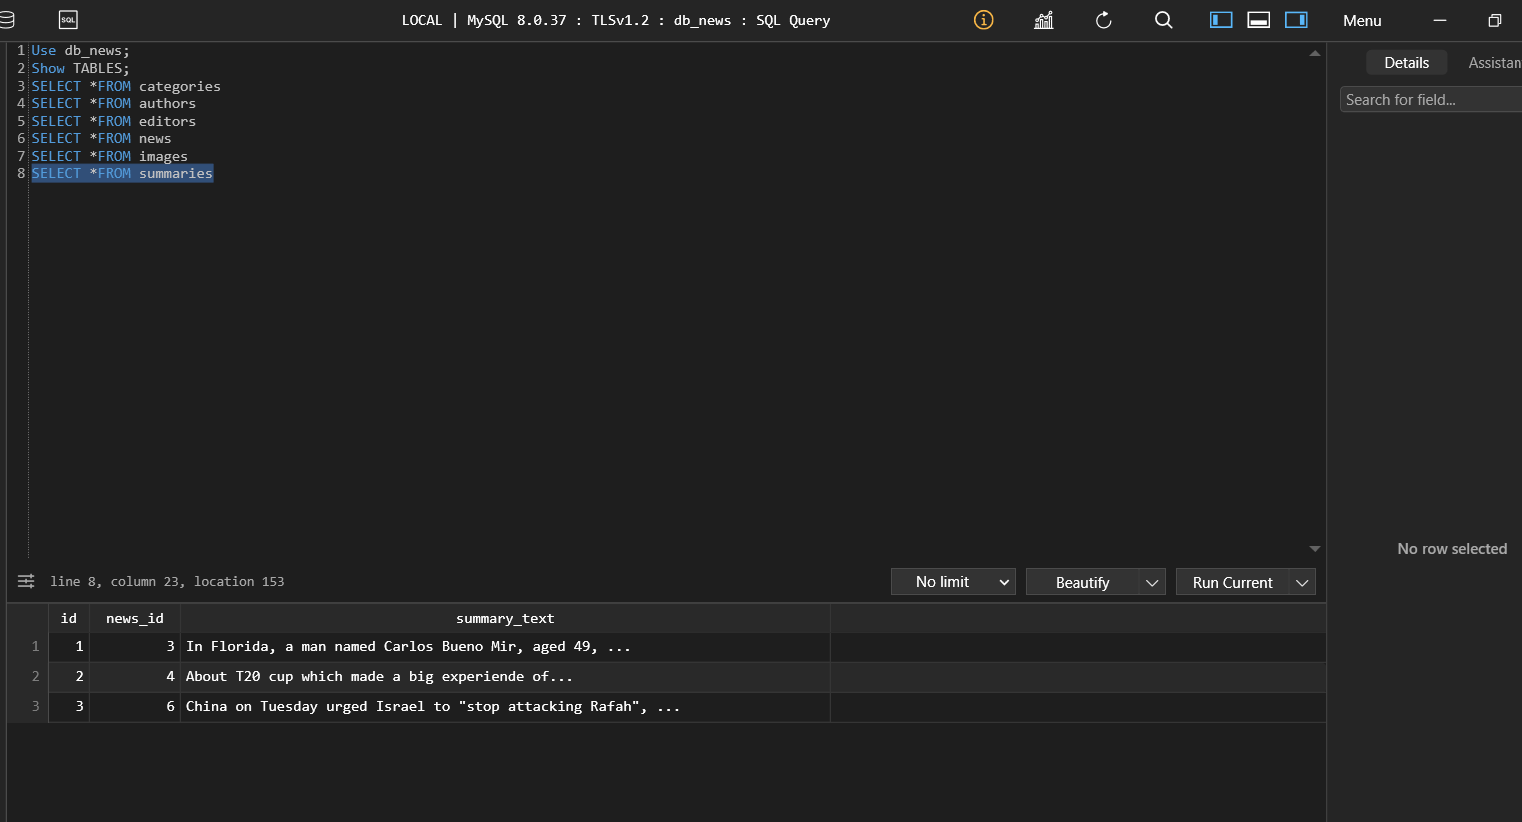 SQL
LOCAL | MySQL 8.0.37 : TLSv1.2 : db_news : SQL Query
Menu
1 Use db_news;
2 Show TABLES;
3 SELECT *FROM categories
4 SELECT *FROM authors
5 SELECT *FROM editors
6 SELECT *FROM news
7 SELECT *FROM images
8 SELECT *FROM summaries
Details Assistan
Search for field...
No row selected
line 8, column 23, location 153
No limit Beautify Run Current
id news_id summary_text
1 1 3 In Florida, a man named Carlos Bueno Mir, aged 49, ...
2 2 4 About T20 cup which made a big experiende of...
3 3 6 China on Tuesday urged Israel to "stop attacking Rafah", ...